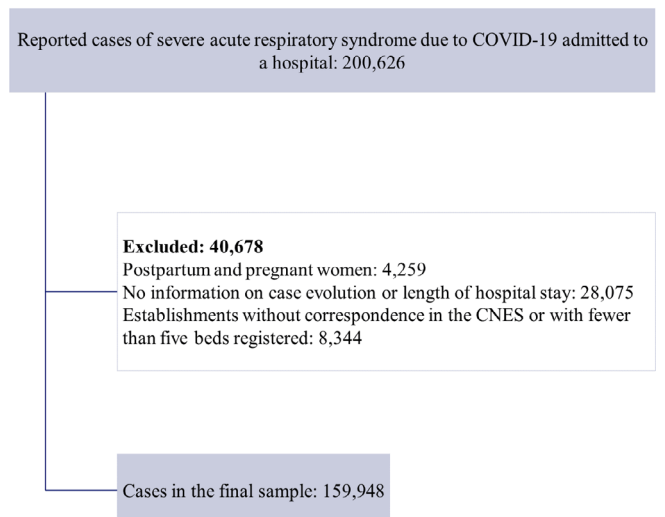 Reported cases of severe acute respiratory syndrome due to COVID-19 admitted to
a hospital: 200,626
Excluded: 40,678
Postpartum and pregnant women: 4,259
No information on case evolution or length of hospital stay: 28,075
Establishments without correspondence in the CNES or with fewer
than five beds registered: 8,344
Cases in the final sample: 159,948